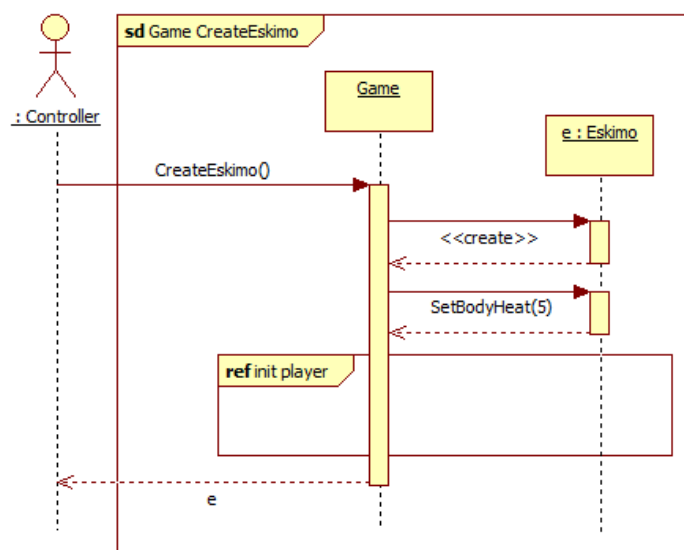 sd Game CreateEskimo
Game
: Controller
e : Eskimo
CreateEskimo()
<<create>>
SetBodyHeat(5)
ref init player
e